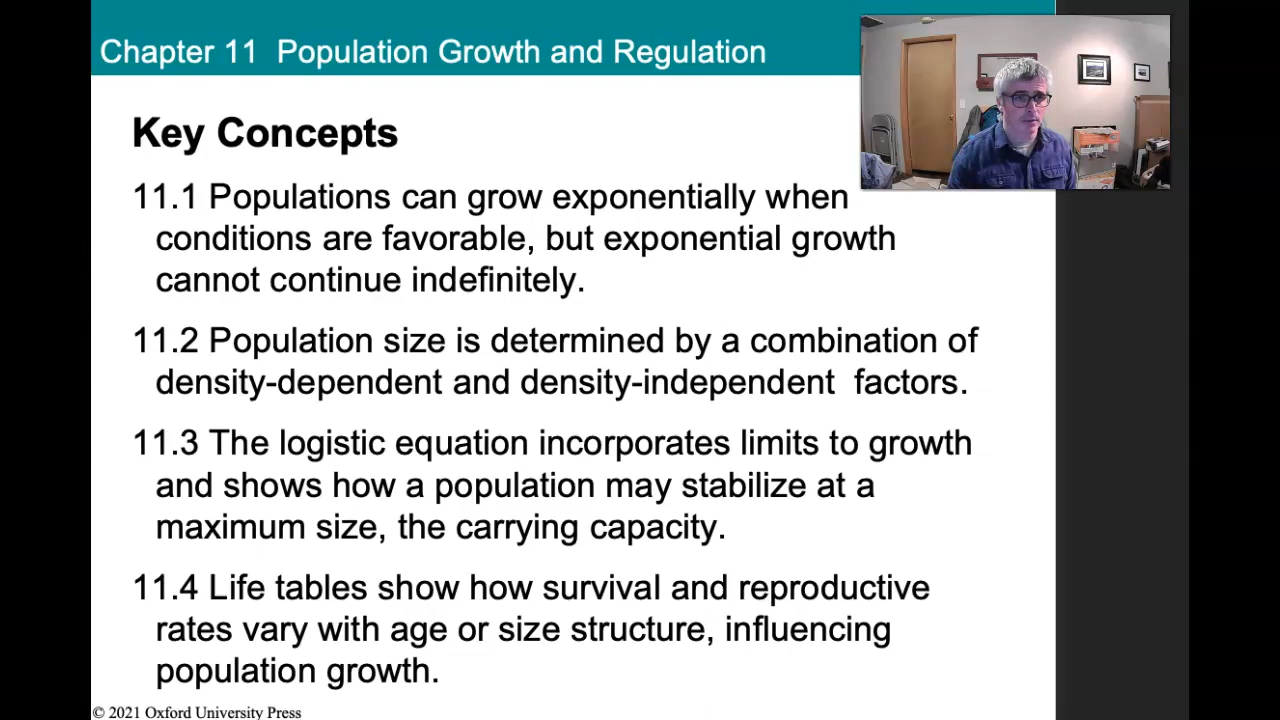 Chapter 11 Population Growth and Regulation
Key Concepts
11.1 Populations can grow exponentially when
conditions are favorable, but exponential growth
cannot continue indefinitely.
11.2 Population size is determined by a combination of
density-dependent and density-independent factors.
11.3 The logistic equation incorporates limits to growth
and shows how a population may stabilize at a
maximum size, the carrying capacity.
11.4 Life tables show how survival and reproductive
rates vary with age or size structure, influencing
population growth.
© 2021 Oxford University Press